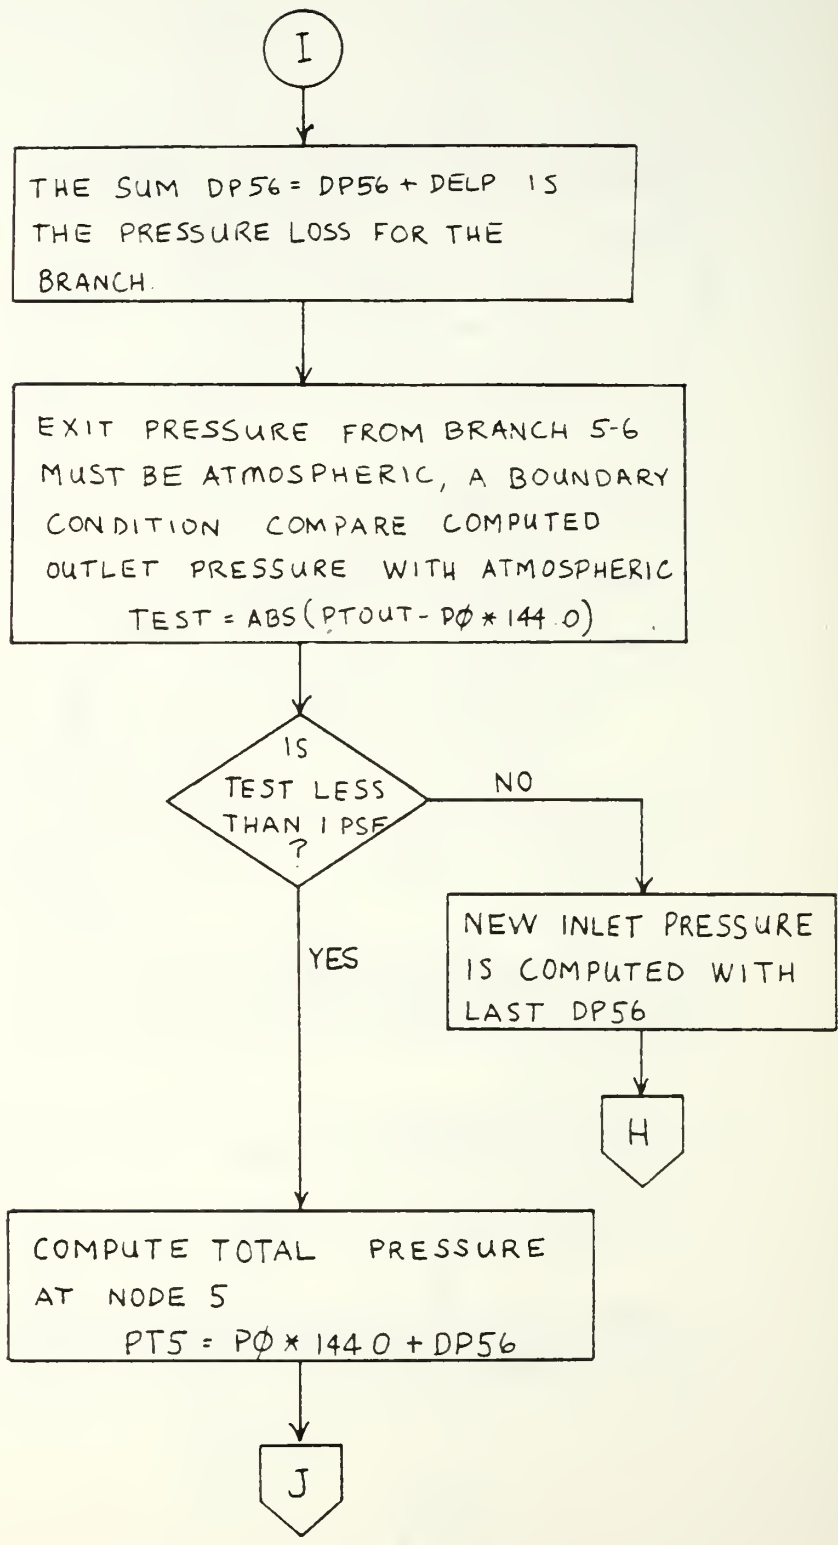 I
THE SUM DP56 = DP56 + DELP IS
THE PRESSURE LOSS FOR THE
BRANCH.
EXIT PRESSURE FROM BRANCH 5-6
MUST BE ATMOSPHERIC, A BOUNDARY
CONDITION COMPARE COMPUTED
OUTLET PRESSURE WITH ATMOSPHERIC
TEST = ABS(PTOUT - PØ * 144.0)
IS
TEST LESS
THAN 1 PSF
?
NO
YES
NEW INLET PRESSURE
IS COMPUTED WITH
LAST DP56
H
COMPUTE TOTAL PRESSURE
AT NODE 5
PT5 = PØ * 144 0 + DP56
J